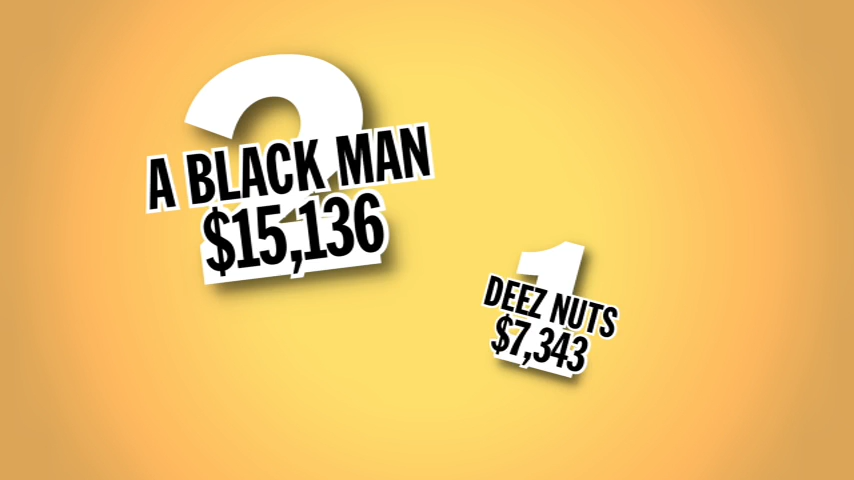 2
A BLACK MAN
$15,136
1
DEEZ NUTS
$7,343